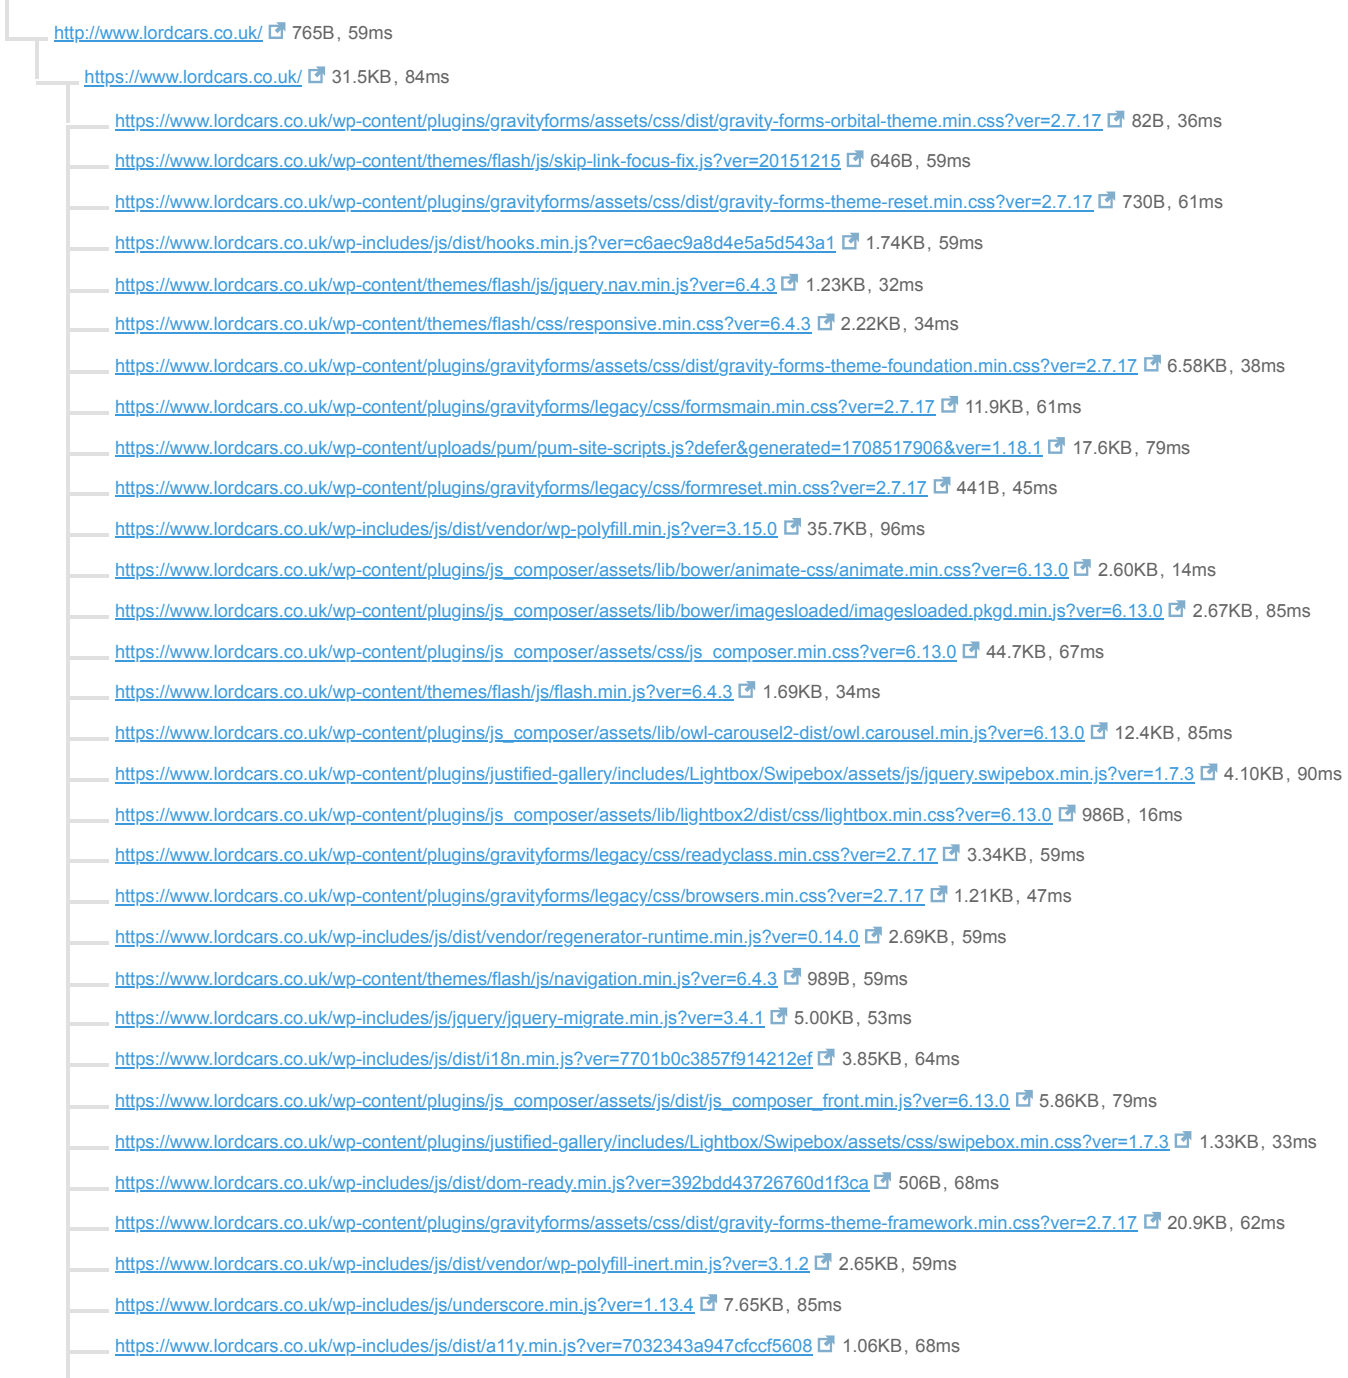 http://www.lordcars.co.uk/ 765B, 59ms
https://www.lordcars.co.uk/ 31.5KB, 84ms
https://www.lordcars.co.uk/wp-content/plugins/gravityforms/assets/css/dist/gravity-forms-orbital-theme.min.css?ver=2.7.17 82B, 36ms
https://www.lordcars.co.uk/wp-content/themes/flash/js/skip-link-focus-fix.js?ver=20151215 646B, 59ms
https://www.lordcars.co.uk/wp-content/plugins/gravityforms/assets/css/dist/gravity-forms-theme-reset.min.css?ver=2.7.17 730B, 61ms
https://www.lordcars.co.uk/wp-includes/js/dist/hooks.min.js?ver=c6aec9a8d4e5a5d543a1 1.74KB, 59ms
https://www.lordcars.co.uk/wp-content/themes/flash/js/jquery.nav.min.js?ver=6.4.3 1.23KB, 32ms
https://www.lordcars.co.uk/wp-content/themes/flash/css/responsive.min.css?ver=6.4.3 2.22KB, 34ms
https://www.lordcars.co.uk/wp-content/plugins/gravityforms/assets/css/dist/gravity-forms-theme-foundation.min.css?ver=2.7.17 6.58KB, 38ms
https://www.lordcars.co.uk/wp-content/plugins/gravityforms/legacy/css/formsmain.min.css?ver=2.7.17 11.9KB, 61ms
https://www.lordcars.co.uk/wp-content/uploads/pum/pum-site-scripts.js?defer&generated=1708517906&ver=1.18.1 17.6KB, 79ms
https://www.lordcars.co.uk/wp-content/plugins/gravityforms/legacy/css/formreset.min.css?ver=2.7.17 441B, 45ms
https://www.lordcars.co.uk/wp-includes/js/dist/vendor/wp-polyfill.min.js?ver=3.15.0 35.7KB, 96ms
https://www.lordcars.co.uk/wp-content/plugins/js_composer/assets/lib/bower/animate-css/animate.min.css?ver=6.13.0 2.60KB, 14ms
https://www.lordcars.co.uk/wp-content/plugins/js_composer/assets/lib/bower/imagesloaded/imagesloaded.pkgd.min.js?ver=6.13.0 2.67KB, 85ms
https://www.lordcars.co.uk/wp-content/plugins/js_composer/assets/css/js_composer.min.css?ver=6.13.0 44.7KB, 67ms
https://www.lordcars.co.uk/wp-content/themes/flash/js/flash.min.js?ver=6.4.3 1.69KB, 34ms
https://www.lordcars.co.uk/wp-content/plugins/js_composer/assets/lib/owl-carousel2-dist/owl.carousel.min.js?ver=6.13.0 12.4KB, 85ms
https://www.lordcars.co.uk/wp-content/plugins/justified-gallery/includes/Lightbox/Swipebox/assets/js/jquery.swipebox.min.js?ver=1.7.3 4.10KB, 90ms
https://www.lordcars.co.uk/wp-content/plugins/js_composer/assets/lib/lightbox2/dist/css/lightbox.min.css?ver=6.13.0 986B, 16ms
https://www.lordcars.co.uk/wp-content/plugins/gravityforms/legacy/css/readyclass.min.css?ver=2.7.17 3.34KB, 59ms
https://www.lordcars.co.uk/wp-content/plugins/gravityforms/legacy/css/browsers.min.css?ver=2.7.17 1.21KB, 47ms
https://www.lordcars.co.uk/wp-includes/js/dist/vendor/regenerator-runtime.min.js?ver=0.14.0 2.69KB, 59ms
https://www.lordcars.co.uk/wp-content/themes/flash/js/navigation.min.js?ver=6.4.3 989B, 59ms
https://www.lordcars.co.uk/wp-includes/js/jquery/jquery-migrate.min.js?ver=3.4.1 5.00KB, 53ms
https://www.lordcars.co.uk/wp-includes/js/dist/i18n.min.js?ver=7701b0c3857f914212ef 3.85KB, 64ms
https://www.lordcars.co.uk/wp-content/plugins/js_composer/assets/js/dist/js_composer_front.min.js?ver=6.13.0 5.86KB, 79ms
https://www.lordcars.co.uk/wp-content/plugins/justified-gallery/includes/Lightbox/Swipebox/assets/css/swipebox.min.css?ver=1.7.3 1.33KB, 33ms
https://www.lordcars.co.uk/wp-includes/js/dist/dom-ready.min.js?ver=392bdd43726760d1f3ca 506B, 68ms
https://www.lordcars.co.uk/wp-content/plugins/gravityforms/assets/css/dist/gravity-forms-theme-framework.min.css?ver=2.7.17 20.9KB, 62ms
https://www.lordcars.co.uk/wp-includes/js/dist/vendor/wp-polyfill-inert.min.js?ver=3.1.2 2.65KB, 59ms
https://www.lordcars.co.uk/wp-includes/js/underscore.min.js?ver=1.13.4 7.65KB, 85ms
https://www.lordcars.co.uk/wp-includes/js/dist/a11y.min.js?ver=7032343a947cfccf5608 1.06KB, 68ms